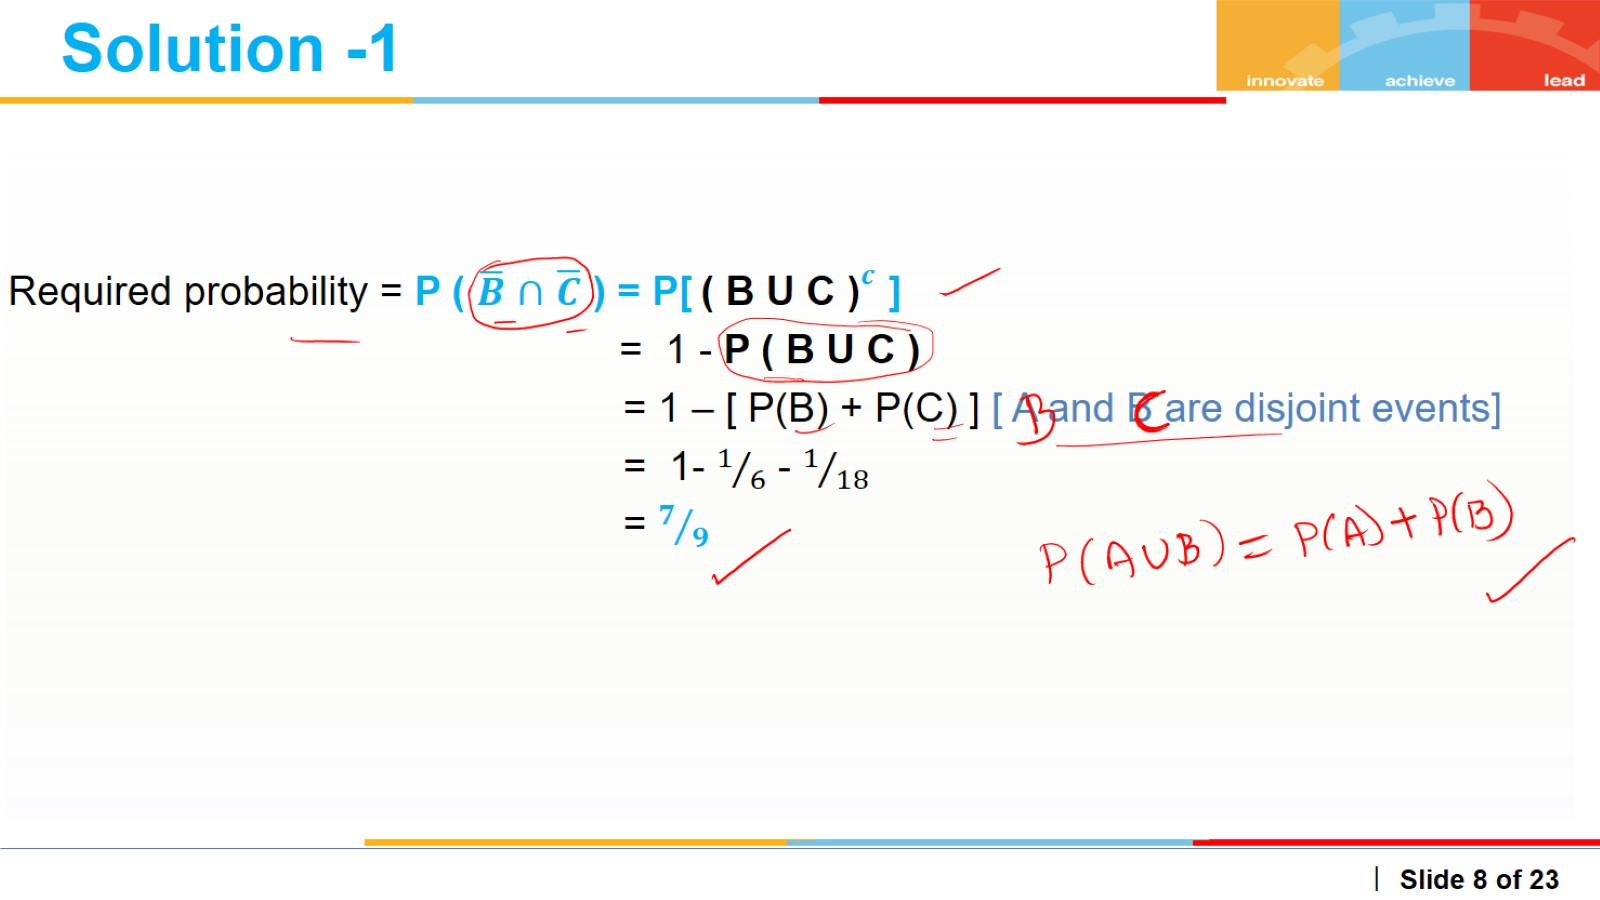 Solution -1
innovate achieve lead
Required probability = P ( B̅ ∩ C̅ ) = P[ ( B U C )ᶜ ]
= 1 - P ( B U C )
= 1 – [ P(B) + P(C) ] [ A B and B C are disjoint events]
= 1- 1/6 - 1/18
= 7/9
P(A∪B) = P(A) + P(B)
| Slide 8 of 23